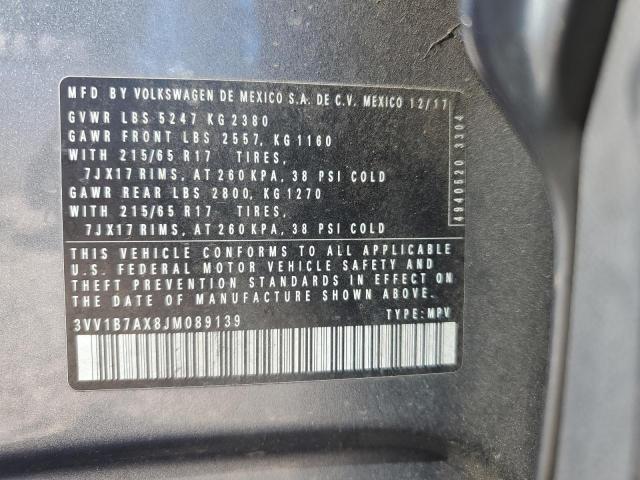 MFD BY VOLKSWAGEN DE MEXICO S.A. DE C.V. MEXICO 12/17
GVWR LBS 5247 KG 2380
GAWR FRONT LBS 2557, KG 1160
WITH 215/65 R17 TIRES,
7JX17 RIMS, AT 260 KPA, 38 PSI COLD
GAWR REAR LBS 2800, KG 1270
WITH 215/65 R17 TIRES,
7JX17 RIMS, AT 260 KPA, 38 PSI COLD
4940520 3304
THIS VEHICLE CONFORMS TO ALL APPLICABLE
U.S. FEDERAL MOTOR VEHICLE SAFETY AND
THEFT PREVENTION STANDARDS IN EFFECT ON
THE DATE OF MANUFACTURE SHOWN ABOVE.
3VV1B7AX8JM089139 TYPE: MPV